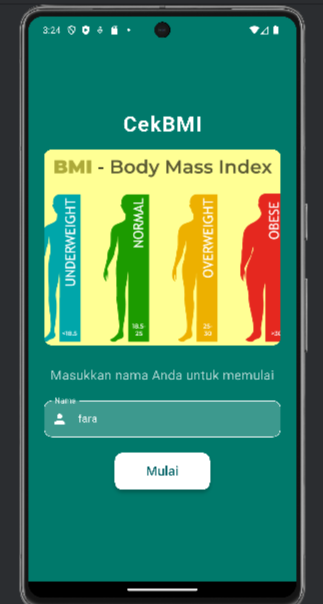 3:24
CekBMI
BMI - Body Mass Index
UNDERWEIGHT
NORMAL
OVERWEIGHT
OBESE
<18.5
18.5-
25
25-
30
Masukkan nama Anda untuk memulai
Nama
fara
Mulai